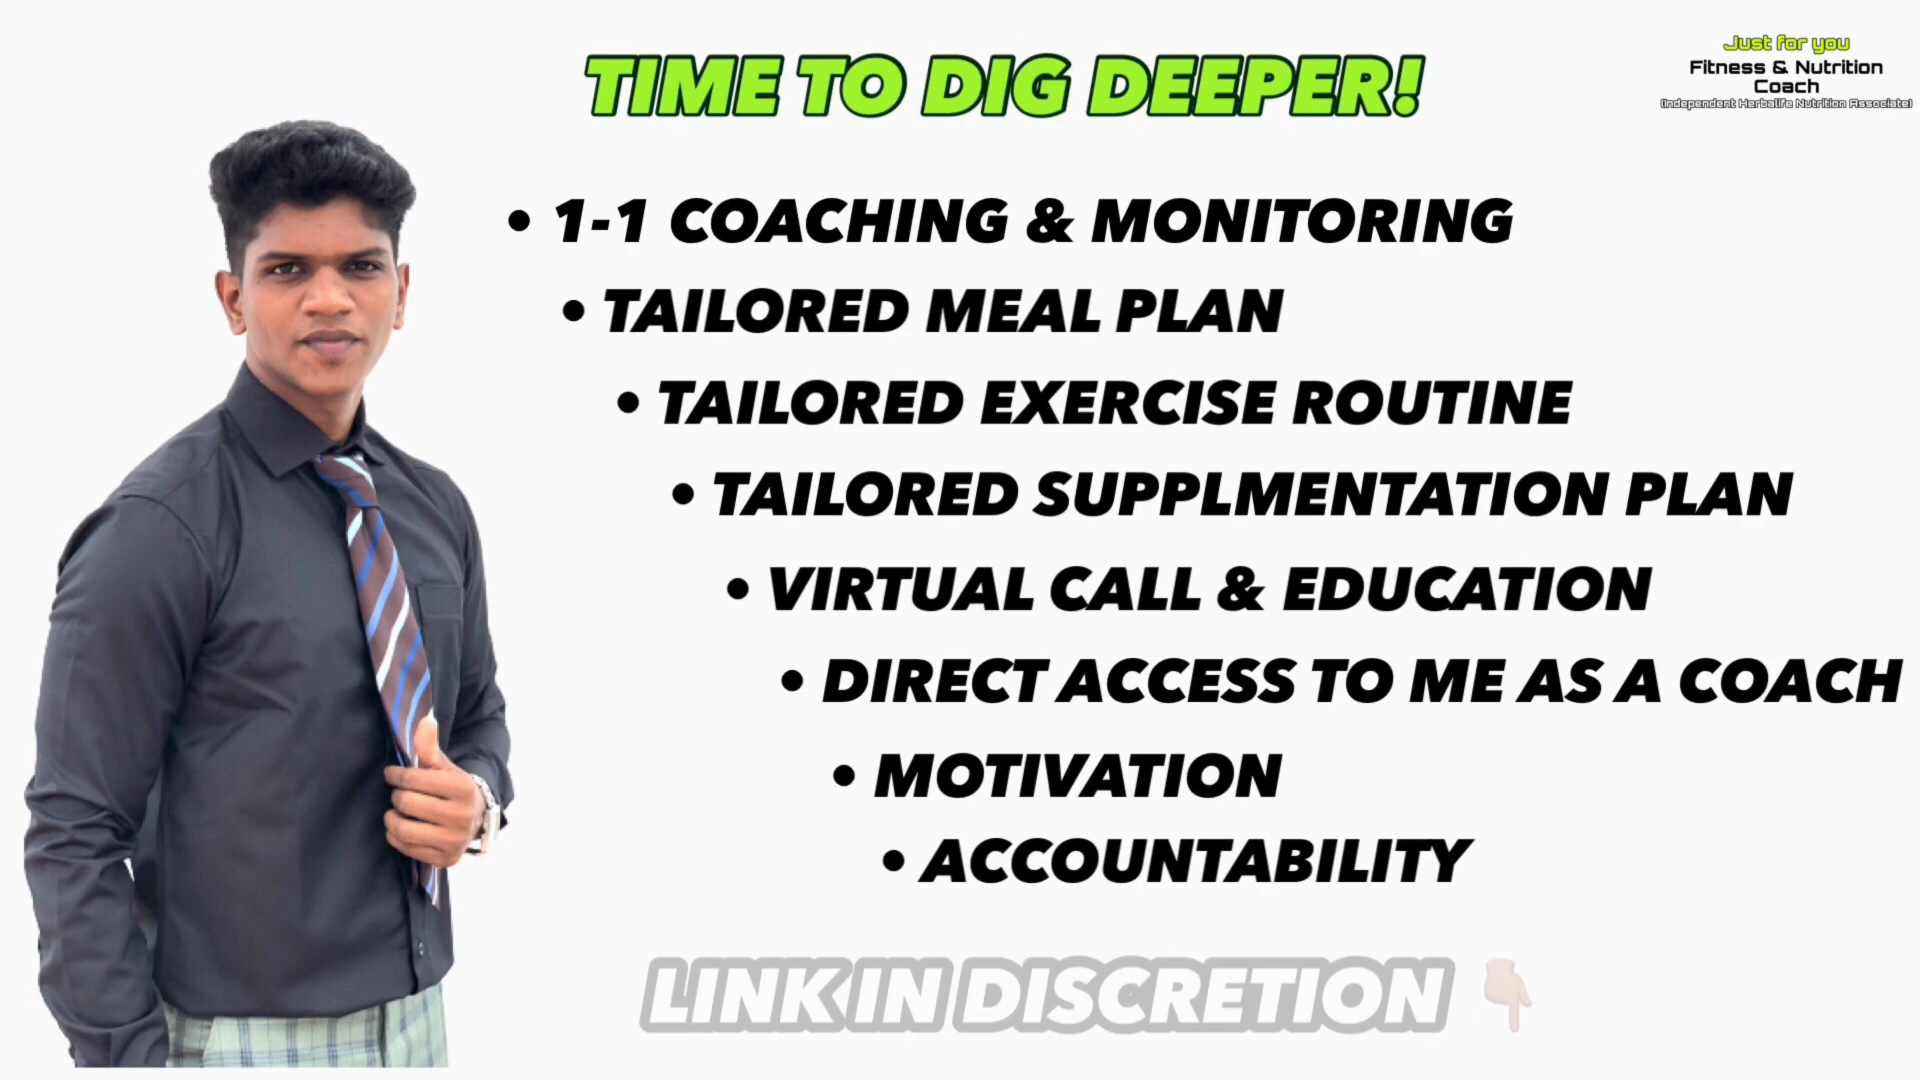 TIME TO DIG DEEPER!
Just for you
Fitness & Nutrition
Coach
(Independent Herbalife Nutrition Associate)
• 1-1 COACHING & MONITORING
• TAILORED MEAL PLAN
• TAILORED EXERCISE ROUTINE
• TAILORED SUPPLMENTATION PLAN
• VIRTUAL CALL & EDUCATION
• DIRECT ACCESS TO ME AS A COACH
• MOTIVATION
• ACCOUNTABILITY
LINK IN DISCRETION 👇